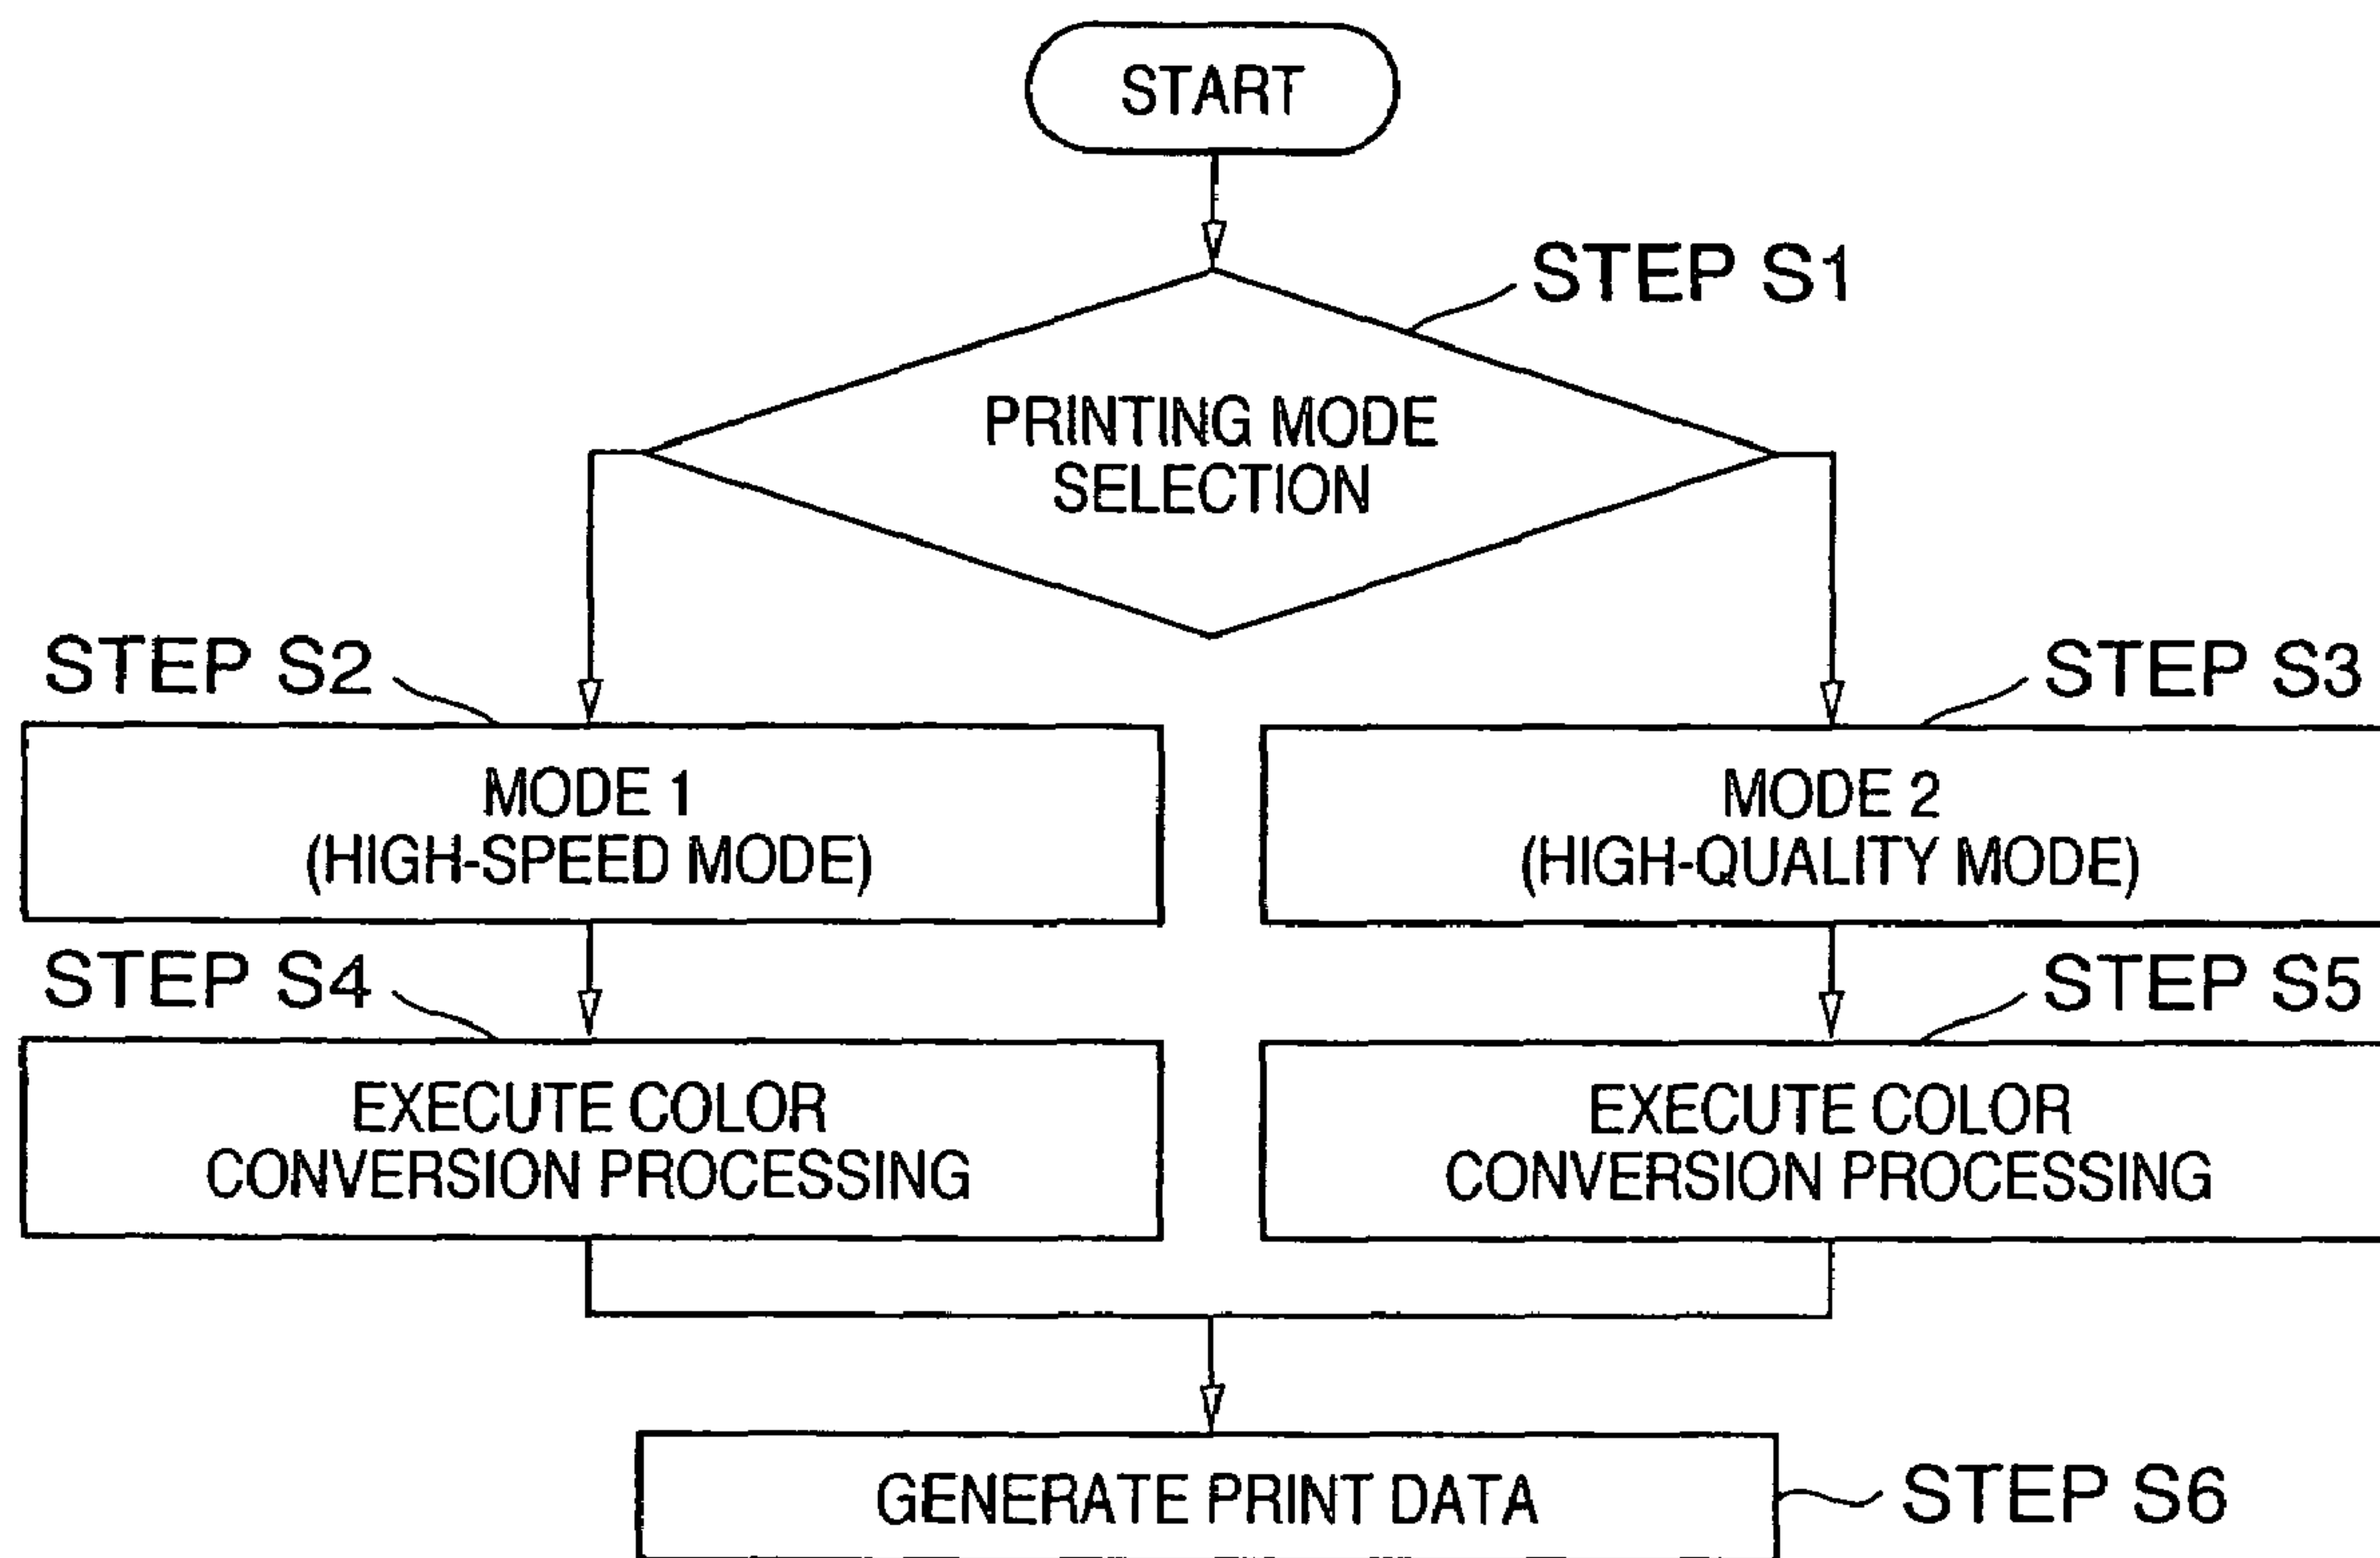 START
STEP S1
PRINTING MODE
SELECTION
STEP S2
STEP S3
MODE 1
(HIGH-SPEED MODE)
MODE 2
(HIGH-QUALITY MODE)
STEP S4
STEP S5
EXECUTE COLOR
CONVERSION PROCESSING
EXECUTE COLOR
CONVERSION PROCESSING
GENERATE PRINT DATA
STEP S6